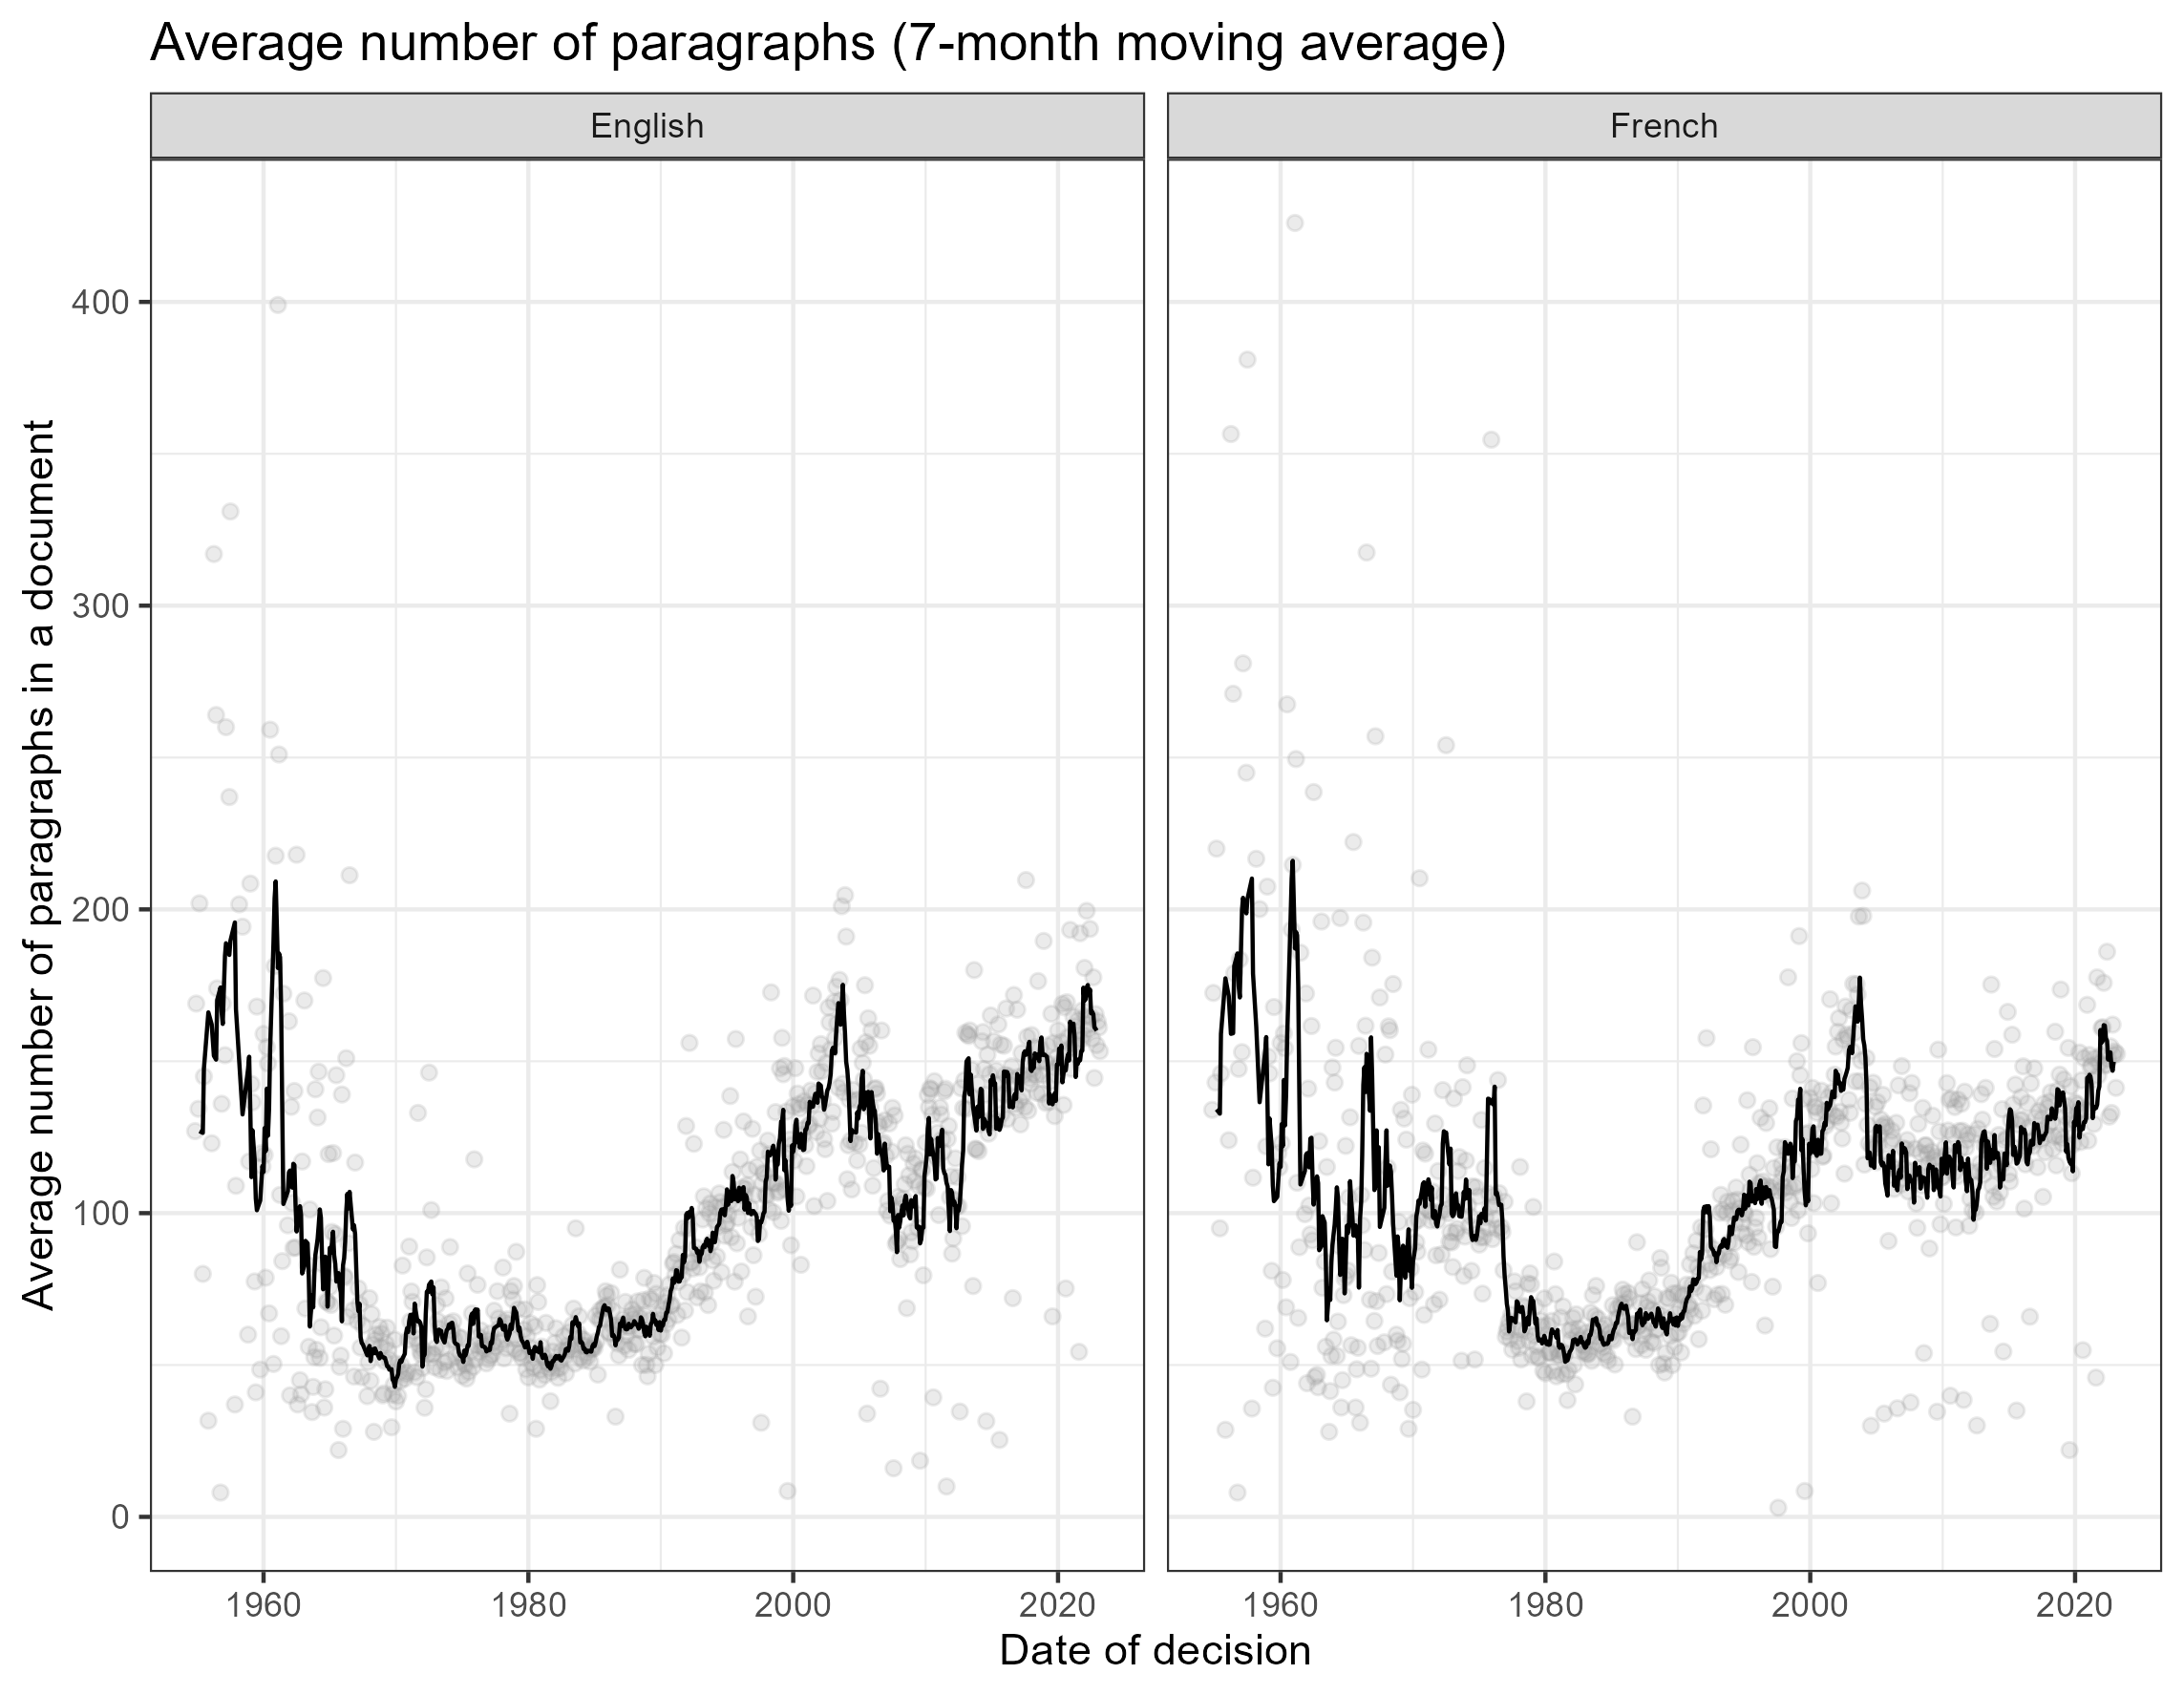 Average number of paragraphs (7-month moving average)
English
French
Average number of paragraphs in a document
400
300
200
100
0
1960
1980
2000
2020
1960
1980
2000
2020
Date of decision